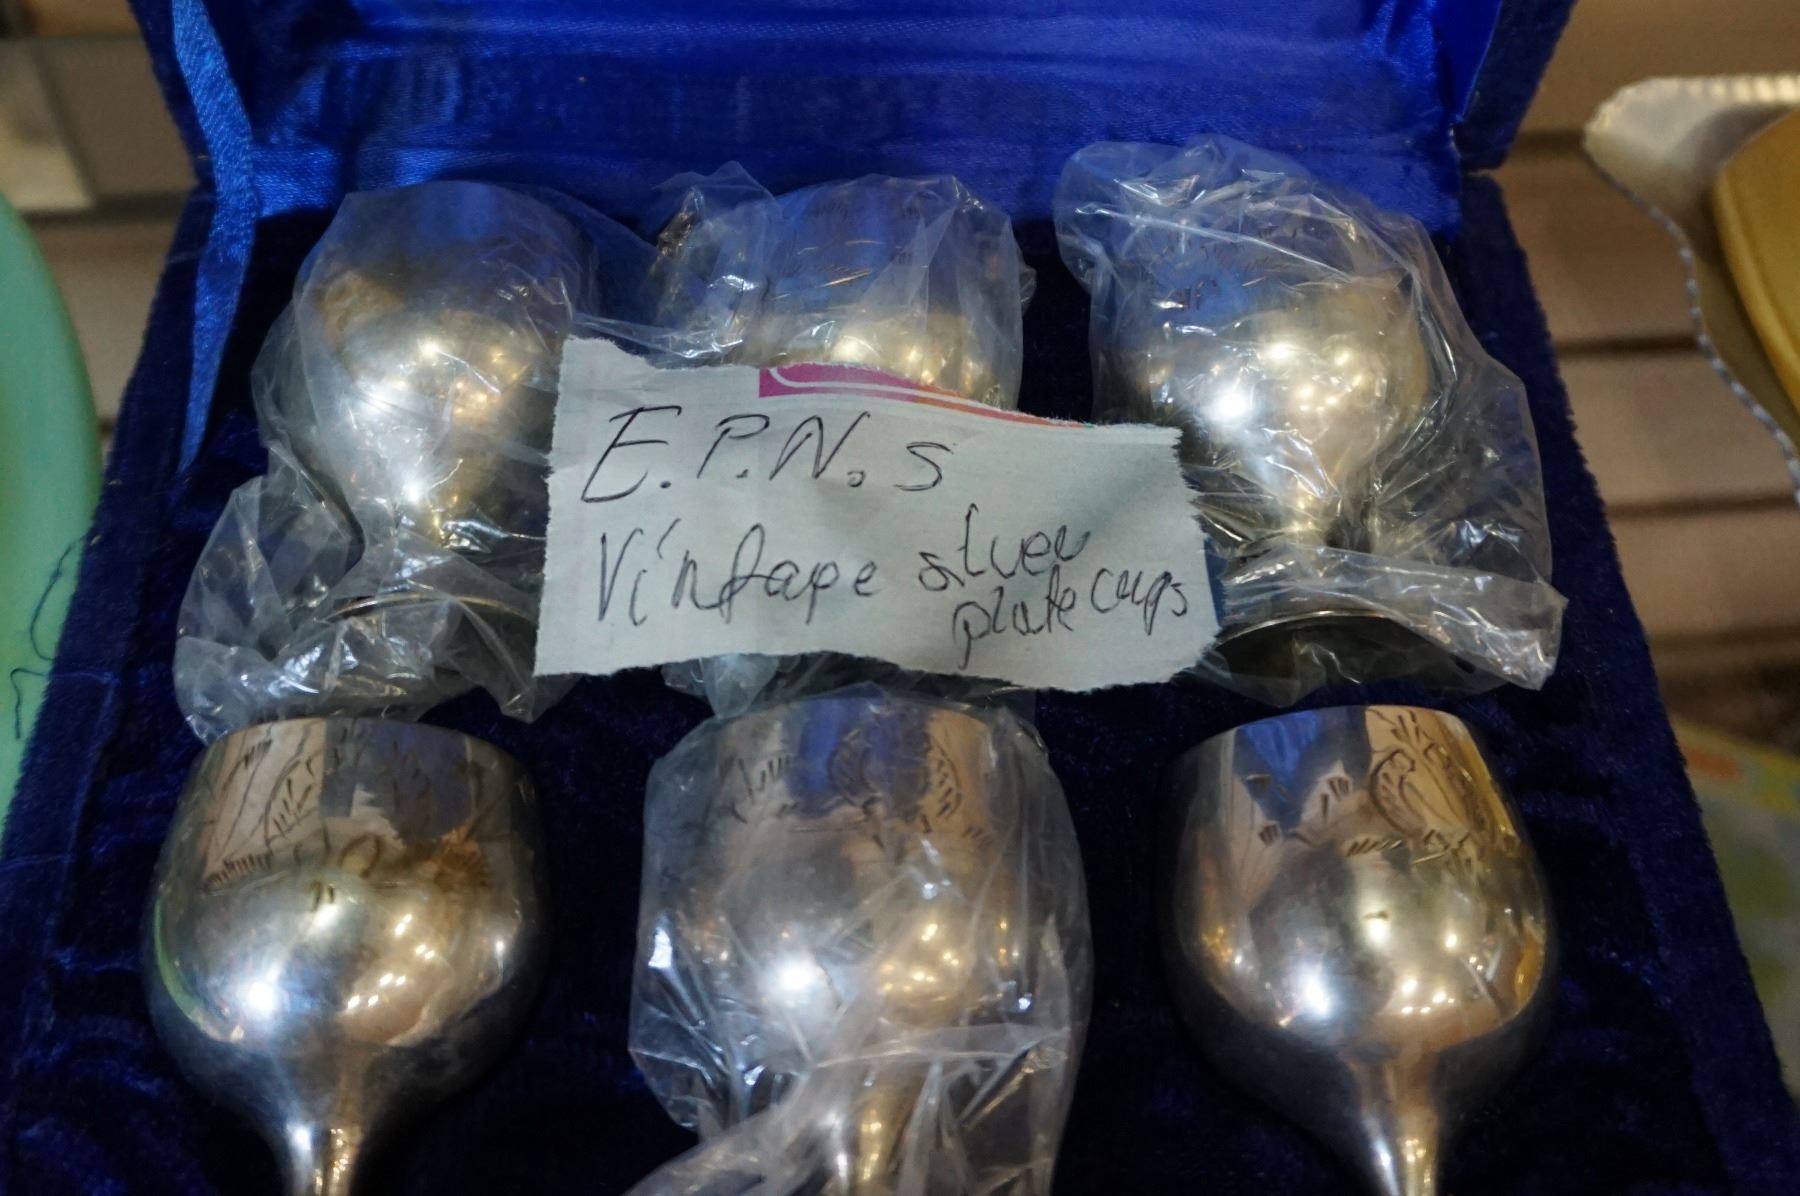 E.P.N.S
Vintage silver
plate cups